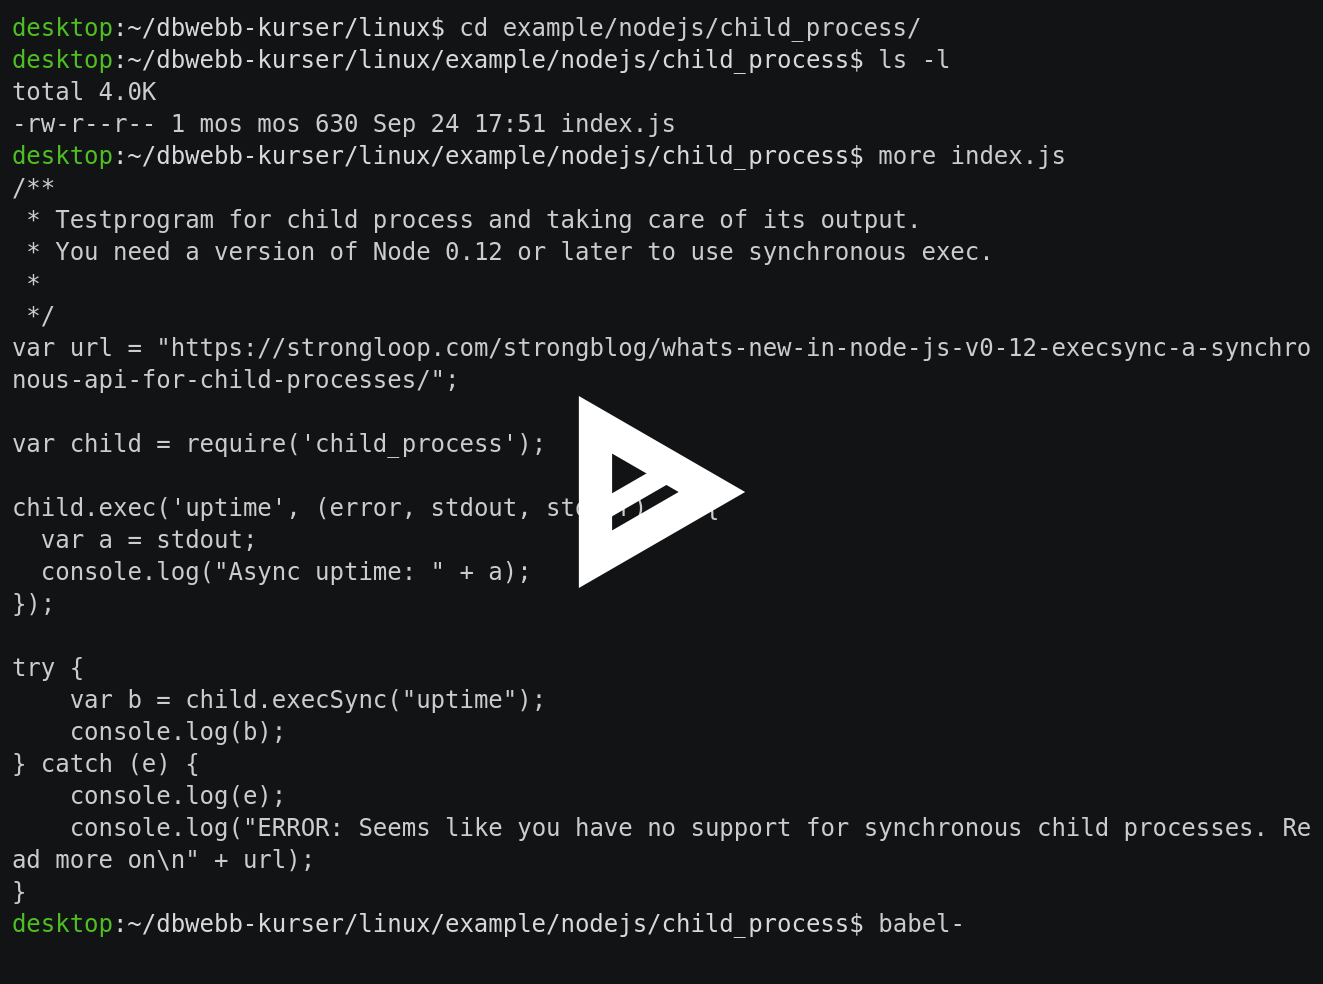 desktop:~/dbwebb-kurser/linux$ cd example/nodejs/child_process/
desktop:~/dbwebb-kurser/linux/example/nodejs/child_process$ ls -l
total 4.0K
-rw-r--r-- 1 mos mos 630 Sep 24 17:51 index.js
desktop:~/dbwebb-kurser/linux/example/nodejs/child_process$ more index.js
/**
 * Testprogram for child process and taking care of its output.
 * You need a version of Node 0.12 or later to use synchronous exec.
 *
 */
var url = "https://strongloop.com/strongblog/whats-new-in-node-js-v0-12-execsync-a-synchro
nous-api-for-child-processes/";

var child = require('child_process');

child.exec('uptime', (error, stdout, {
  var a = stdout;
  console.log("Async uptime: " + a);
});

try {
    var b = child.execSync("uptime");
    console.log(b);
} catch (e) {
    console.log(e);
    console.log("ERROR: Seems like you have no support for synchronous child processes. Re
ad more on\n" + url);
}
desktop:~/dbwebb-kurser/linux/example/nodejs/child_process$ babel-